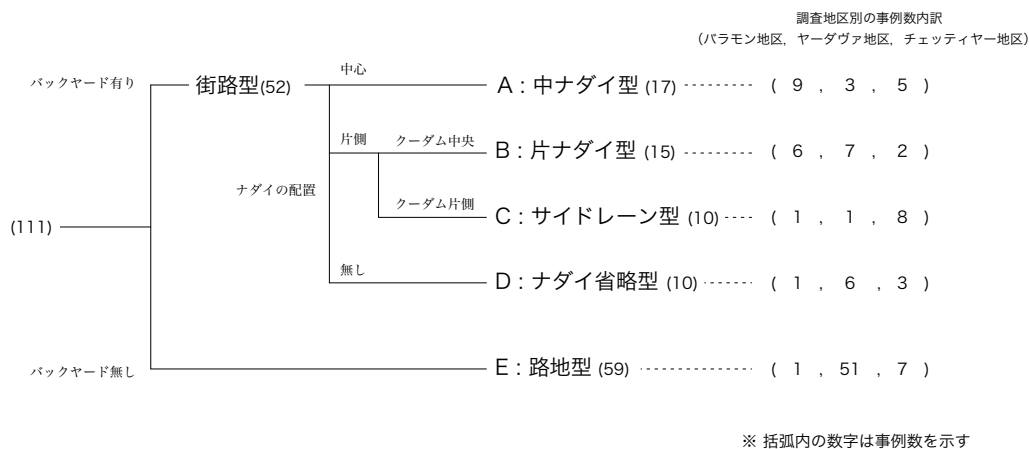 調査地区別の事例数内訳
(バラモン地区, ヤーダヴァ地区, チェッティヤー地区)
バックヤード有り 街路型(52) 中心 A:中ナダイ型(17) ( 9 , 3 , 5 )
片側 クーダム中央 B:片ナダイ型(15) ( 6 , 7 , 2 )
ナダイの配置
クーダム片側 C:サイドレーン型(10) ( 1 , 1 , 8 )
(111)
無し D:ナダイ省略型(10) ( 1 , 6 , 3 )
バックヤード無し E:路地型(59) ( 1 , 51 , 7 )
※ 括弧内の数字は事例数を示す